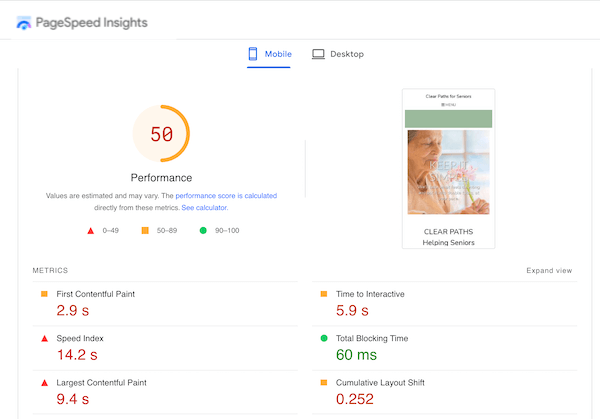 PageSpeed Insights
Mobile
Desktop
50
Performance
Values are estimated and may vary. The performance score is calculated
directly from these metrics. See calculator.
0–49
50–89
90–100
Clear Paths for Seniors
MENU
KEEP IT
SIMPLE
CLEAR PATHS
Helping Seniors
METRICS
Expand view
First Contentful Paint
2.9 s
Time to Interactive
5.9 s
Speed Index
14.2 s
Total Blocking Time
60 ms
Largest Contentful Paint
9.4 s
Cumulative Layout Shift
0.252